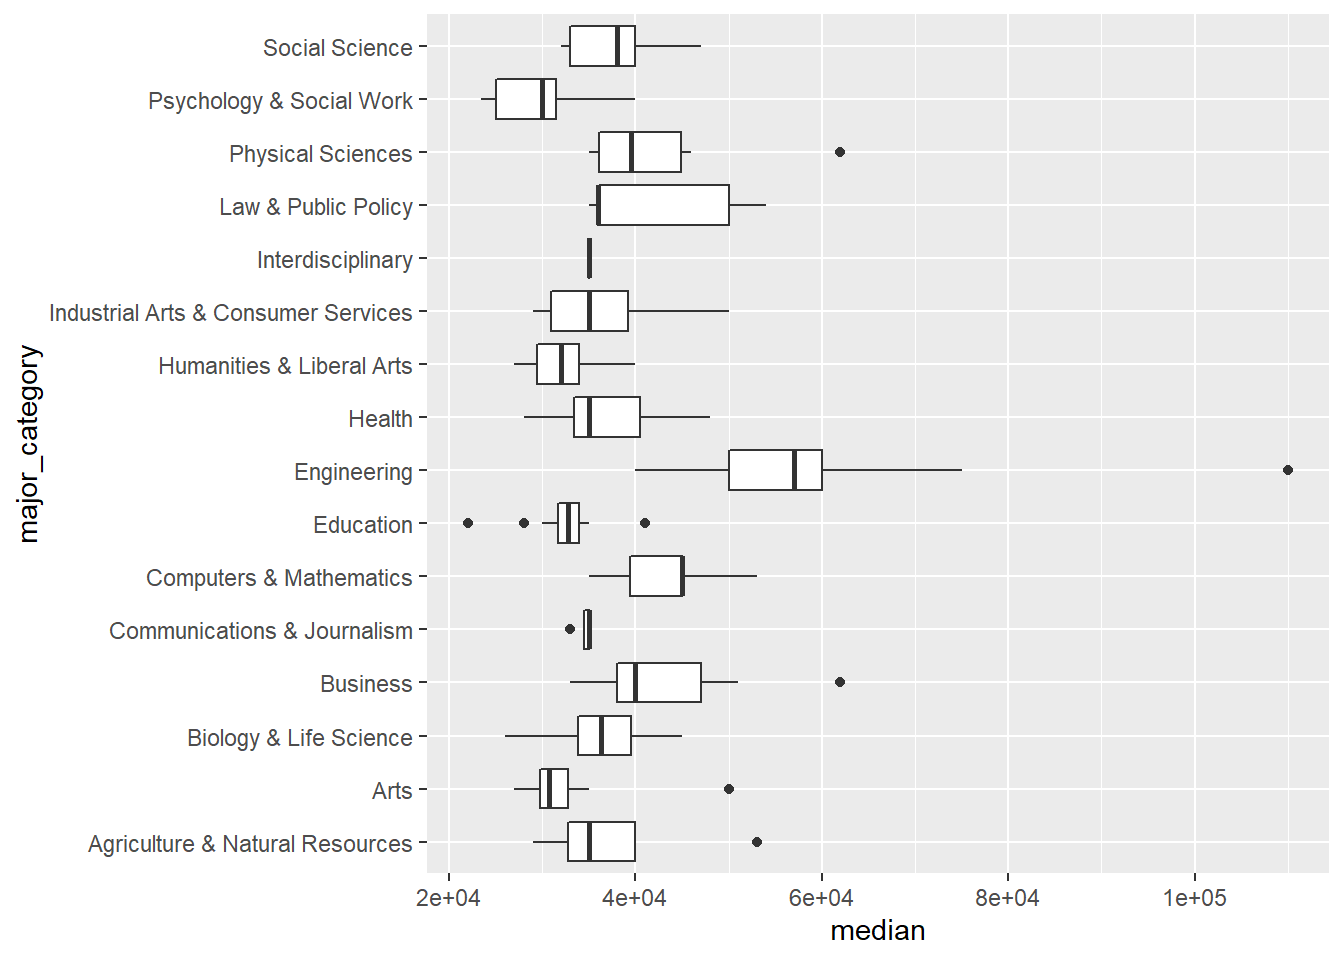 Social Science
Psychology & Social Work
Physical Sciences
Law & Public Policy
Interdisciplinary
Industrial Arts & Consumer Services
Humanities & Liberal Arts
Health
Engineering
Education
Computers & Mathematics
Communications & Journalism
Business
Biology & Life Science
Arts
Agriculture & Natural Resources
major_category
2e+04 4e+04 6e+04 8e+04 1e+05
median